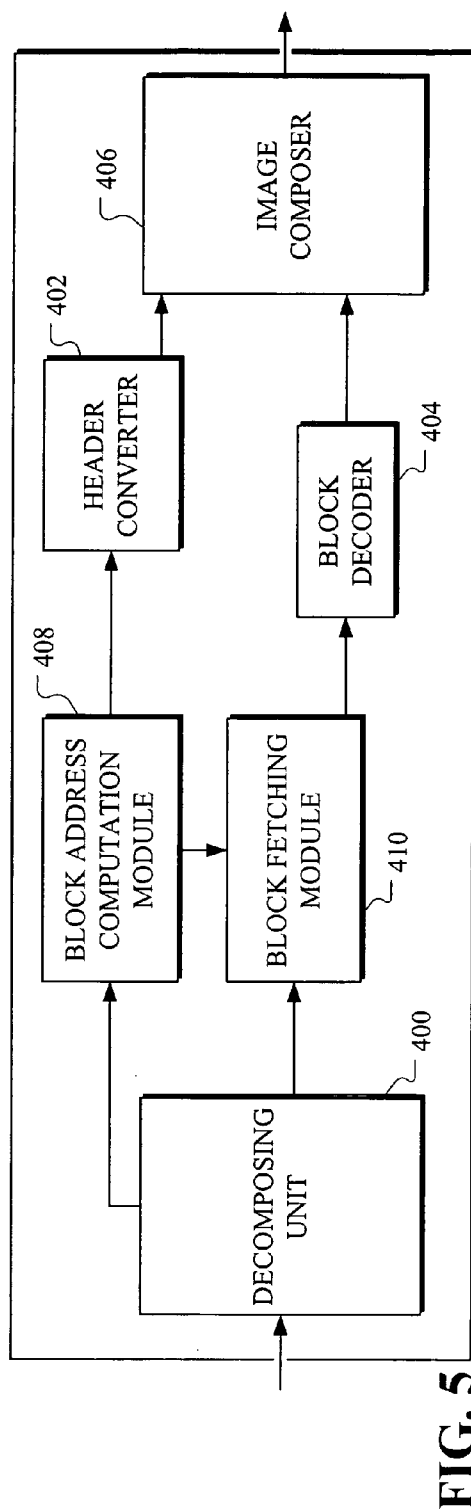 408
BLOCK ADDRESS
COMPUTATION
MODULE
402
HEADER
CONVERTER
406
IMAGE
COMPOSER
DECOMPOSING
UNIT
400
BLOCK FETCHING
MODULE
410
BLOCK
DECODER
404
FIG. 5